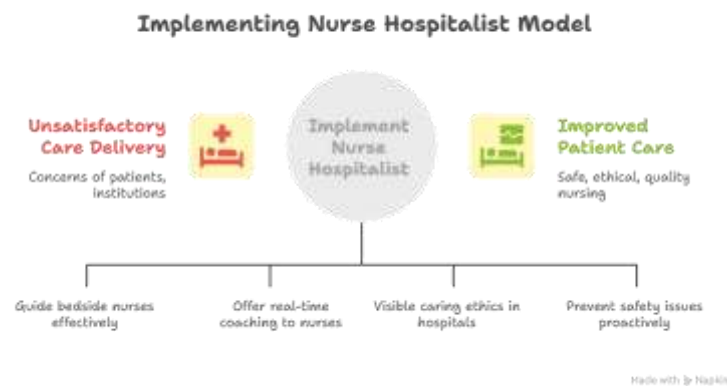 Implementing Nurse Hospitalist Model
Unsatisfactory
Care Delivery
Concerns of patients,
institutions
Implement
Nurse
Hospitalist
Improved
Patient Care
Safe, ethical, quality
nursing
Guide bedside nurses
effectively
Offer real-time
coaching to nurses
Visible caring ethics in
hospitals
Prevent safety issues
proactively
Made with Napkin